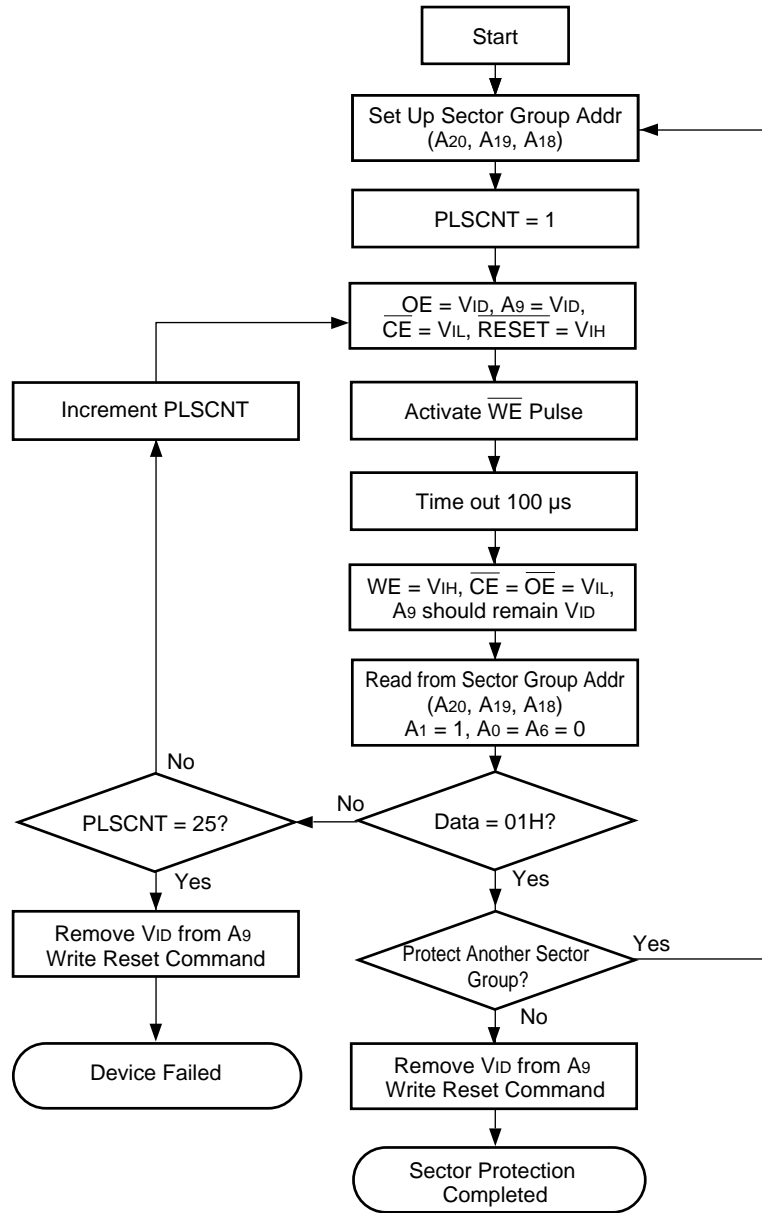 Start
Set Up Sector Group Addr
(A20, A19, A18)
PLSCNT = 1
OE = VID, A9 = VID,
CE = VIL, RESET = VIH
Increment PLSCNT
Activate WE Pulse
Time out 100 µs
WE = VIH, CE = OE = VIL,
A9 should remain VID
Read from Sector Group Addr
(A20, A19, A18)
A1 = 1, A0 = A6 = 0
No
PLSCNT = 25?
No
Data = 01H?
Yes
Yes
Remove VID from A9
Write Reset Command
Protect Another Sector
Group?
Yes
No
Device Failed
Remove VID from A9
Write Reset Command
Sector Protection
Completed